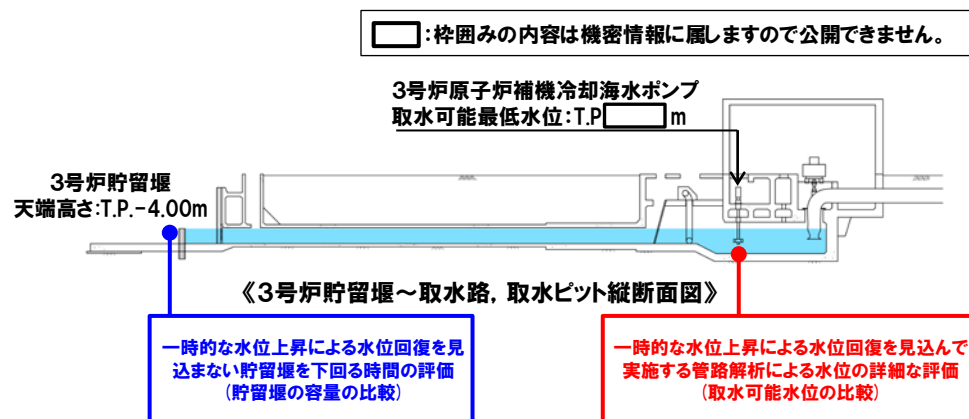 :枠囲みの内容は機密情報に属しますので公開できません。
3号炉原子炉補機冷却海水ポンプ
取水可能最低水位:T.P m
3号炉貯留堰
天端高さ:T.P.-4.00m
《3号炉貯留堰~取水路,取水ピット縦断面図》
一時的な水位上昇による水位回復を見
込まない貯留堰を下回る時間の評価
(貯留堰の容量の比較)
一時的な水位上昇による水位回復を見込んで
実施する管路解析による水位の詳細な評価
(取水可能水位の比較)